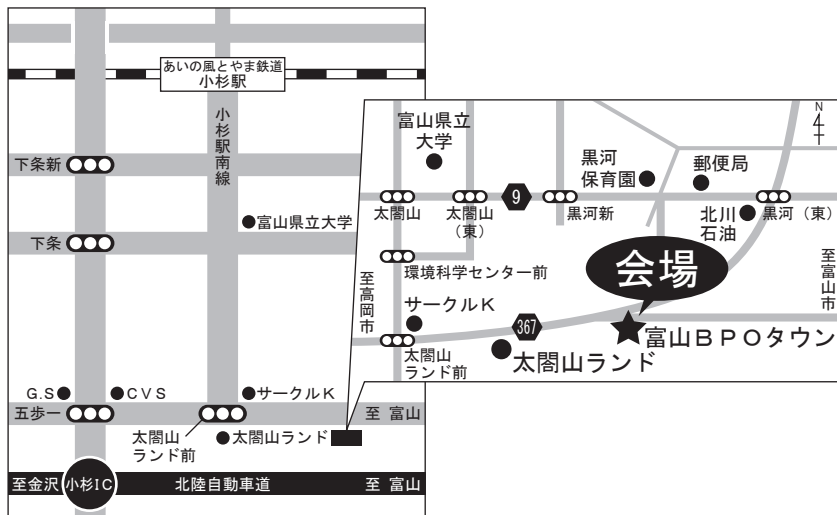 あいの風とやま鉄道
小杉駅
小杉駅南線
下条新
富山県立大学
下条
G.S
CVS
サークルK
五歩一
至 富山
太閤山
ランド前
太閤山ランド
至金沢
小杉IC
北陸自動車道
至 富山
N
富山県立
大学
黒河
保育園
郵便局
9
太閤山
太閤山
(東)
黒河新
北川
石油
黒河(東)
環境科学センター前
会場
至高岡市
至富山市
サークルK
367
太閤山
ランド前
太閤山ランド
富山BPOタウン